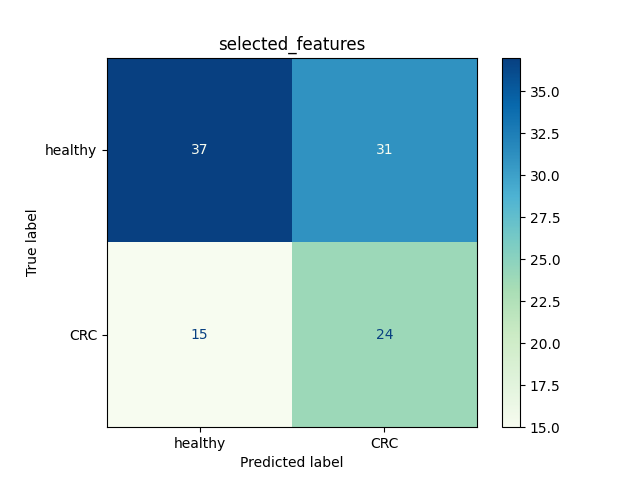 selected_features
healthy
37
31
CRC
15
24
healthy
CRC
True label
Predicted label
35.0
32.5
30.0
27.5
25.0
22.5
20.0
17.5
15.0